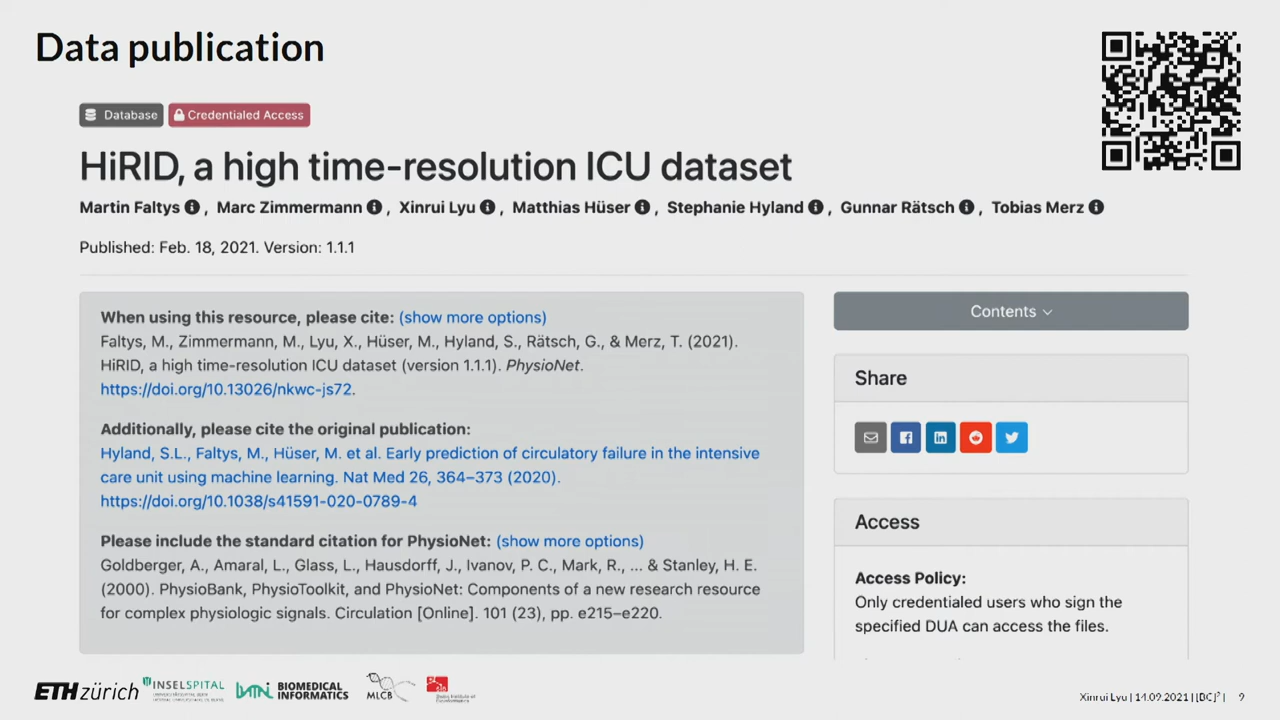 Data publication
Database
Credentialed Access
HiRID, a high time-resolution ICU dataset
Martin Faltys , Marc Zimmermann , Xinrui Lyu , Matthias Hüser , Stephanie Hyland , Gunnar Rätsch , Tobias Merz
Published: Feb. 18, 2021. Version: 1.1.1
When using this resource, please cite: (show more options)
Faltys, M., Zimmermann, M., Lyu, X., Hüser, M., Hyland, S., Rätsch, G., & Merz, T. (2021).
HiRID, a high time-resolution ICU dataset (version 1.1.1). PhysioNet.
https://doi.org/10.13026/nkwc-js72.
Additionally, please cite the original publication:
Hyland, S.L., Faltys, M., Hüser, M. et al. Early prediction of circulatory failure in the intensive
care unit using machine learning. Nat Med 26, 364–373 (2020).
https://doi.org/10.1038/s41591-020-0789-4
Please include the standard citation for PhysioNet: (show more options)
Goldberger, A., Amaral, L., Glass, L., Hausdorff, J., Ivanov, P. C., Mark, R., ... & Stanley, H. E.
(2000). PhysioBank, PhysioToolkit, and PhysioNet: Components of a new research resource
for complex physiologic signals. Circulation [Online]. 101 (23), pp. e215–e220.
Contents
Share
Access
Access Policy:
Only credentialed users who sign the
specified DUA can access the files.
ETH zürich
INSELSPITAL
BIOMEDICAL
INFORMATICS
MLCB
Xinrui Lyu | 14.09.2021 | [BC]² | 9